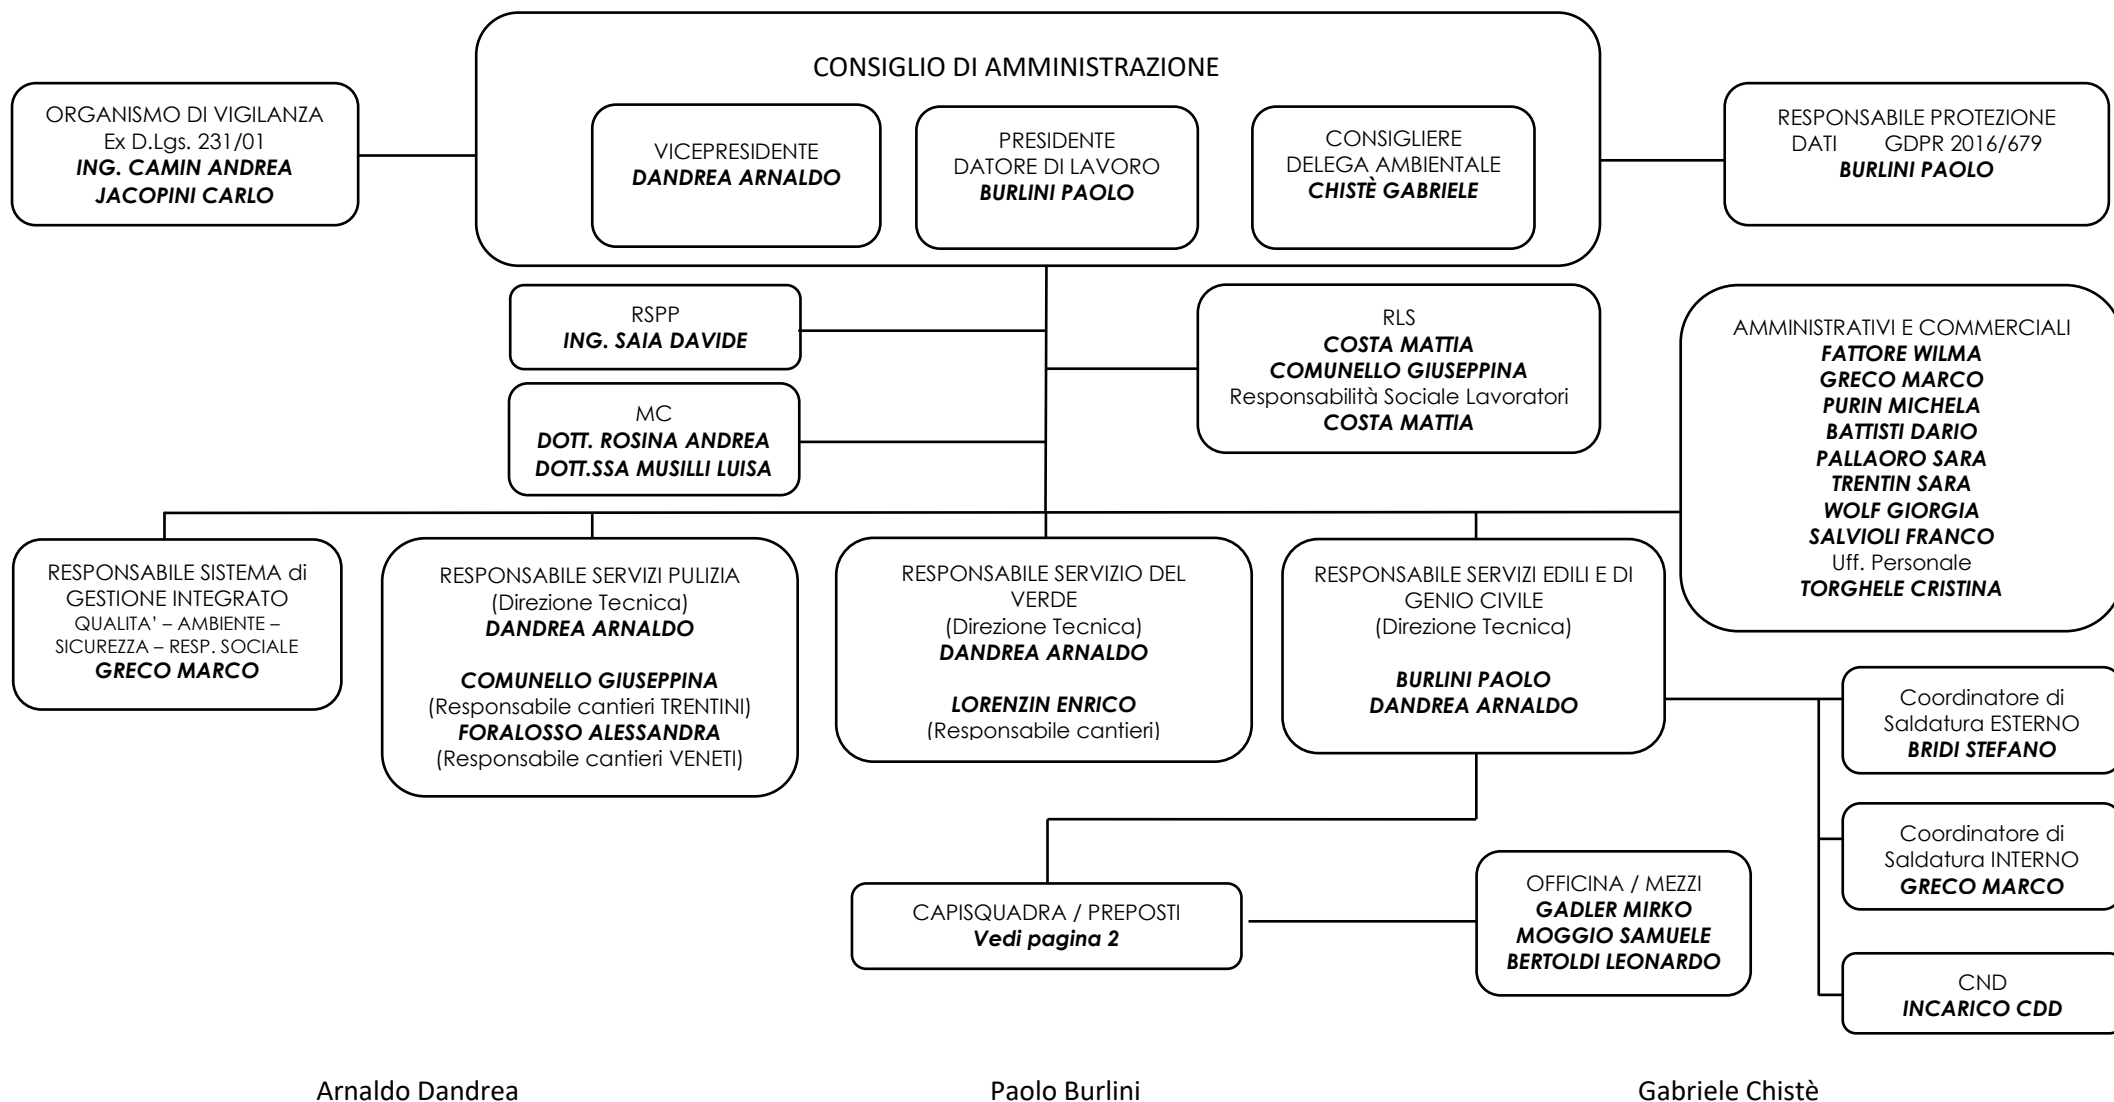 CONSIGLIO DI AMMINISTRAZIONE
ORGANISMO DI VIGILANZA
Ex D.Lgs. 231/01
ING. CAMIN ANDREA
JACOPINI CARLO
VICEPRESIDENTE
DANDREA ARNALDO
PRESIDENTE
DATORE DI LAVORO
BURLINI PAOLO
CONSIGLIERE
DELEGA AMBIENTALE
CHISTÈ GABRIELE
RESPONSABILE PROTEZIONE
DATI GDPR 2016/679
BURLINI PAOLO
RSPP
ING. SAIA DAVIDE
RLS
COSTA MATTIA
COMUNELLO GIUSEPPINA
Responsabilità Sociale Lavoratori
COSTA MATTIA
MC
DOTT. ROSINA ANDREA
DOTT.SSA MUSILLI LUISA
AMMINISTRATIVI E COMMERCIALI
FATTORE WILMA
GRECO MARCO
PURIN MICHELA
BATTISTI DARIO
PALLAORO SARA
TRENTIN SARA
WOLF GIORGIA
SALVIOLI FRANCO
Uff. Personale
TORGHELE CRISTINA
RESPONSABILE SISTEMA di
GESTIONE INTEGRATO
QUALITA' – AMBIENTE –
SICUREZZA – RESP. SOCIALE
GRECO MARCO
RESPONSABILE SERVIZI PULIZIA
(Direzione Tecnica)
DANDREA ARNALDO
COMUNELLO GIUSEPPINA
(Responsabile cantieri TRENTINI)
FORALOSSO ALESSANDRA
(Responsabile cantieri VENETI)
RESPONSABILE SERVIZIO DEL
VERDE
(Direzione Tecnica)
DANDREA ARNALDO
LORENZIN ENRICO
(Responsabile cantieri)
RESPONSABILE SERVIZI EDILI E DI
GENIO CIVILE
(Direzione Tecnica)
BURLINI PAOLO
DANDREA ARNALDO
Coordinatore di
Saldatura ESTERNO
BRIDI STEFANO
Coordinatore di
Saldatura INTERNO
GRECO MARCO
CAPISQUADRA / PREPOSTI
Vedi pagina 2
OFFICINA / MEZZI
GADLER MIRKO
MOGGIO SAMUELE
BERTOLDI LEONARDO
CND
INCARICO CDD
Arnaldo Dandrea
Paolo Burlini
Gabriele Chistè